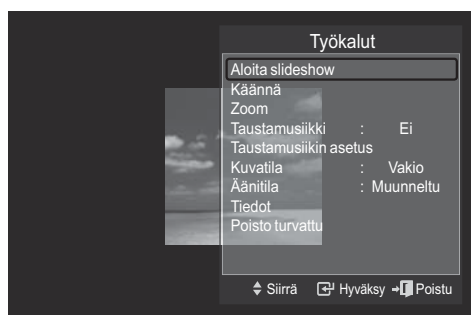 Työkalut
Aloita slideshow
Käännä
Zoom
Taustamusiikki : Ei
Taustamusiikin asetus
Kuvatila : Vakio
Äänitila : Muunneltu
Tiedot
Poisto turvattu
Siirrä Hyväksy Poistu